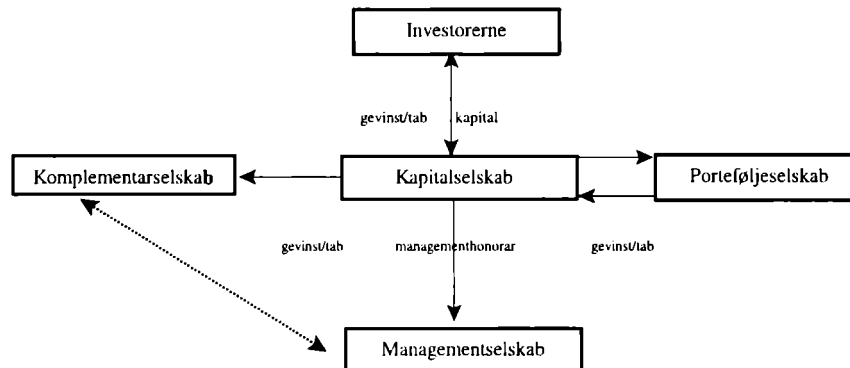 Investorerne
gevinst/tab kapital
Komplementarselskab Kapitalselskab Porteføljeselskab
gevinst/tab managementhonorar gevinst/tab
Managementselskab